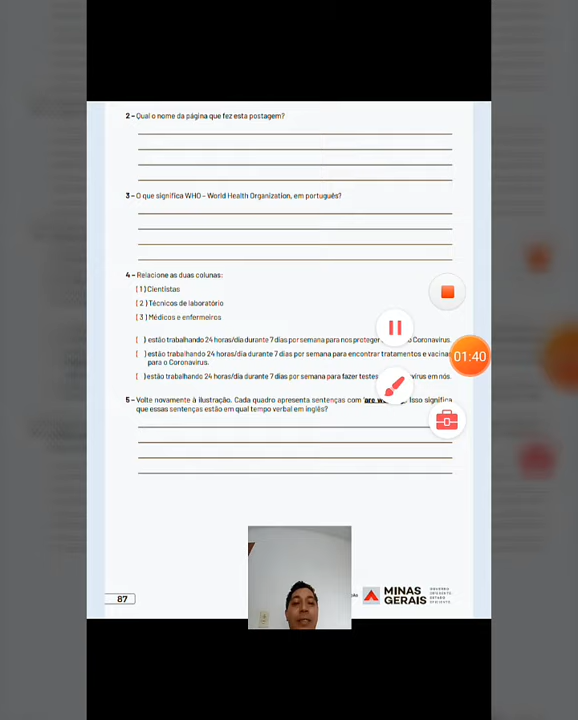 2 – Qual o nome da página que fez esta postagem?
3 – O que significa WHO – World Health Organization, em português?
4 – Relacione as duas colunas:
( 1 ) Cientistas
( 2 ) Técnicos de laboratório
( 3 ) Médicos e enfermeiros
( ) estão trabalhando 24 horas/dia durante 7 dias por semana para nos proteger Coronavírus.
( ) estão trabalhando 24 horas/dia durante 7 dias por semana para encontrar tratamentos e vacina
para o Coronavírus.
( ) estão trabalhando 24 horas/dia durante 7 dias por semana para fazer testes vírus em nós.
5 – Volte novamente à ilustração. Cada quadro apresenta sentenças com 'are Isso significa
que essas sentenças estão em qual tempo verbal em inglês?
01:40
87
MINAS
GERAIS